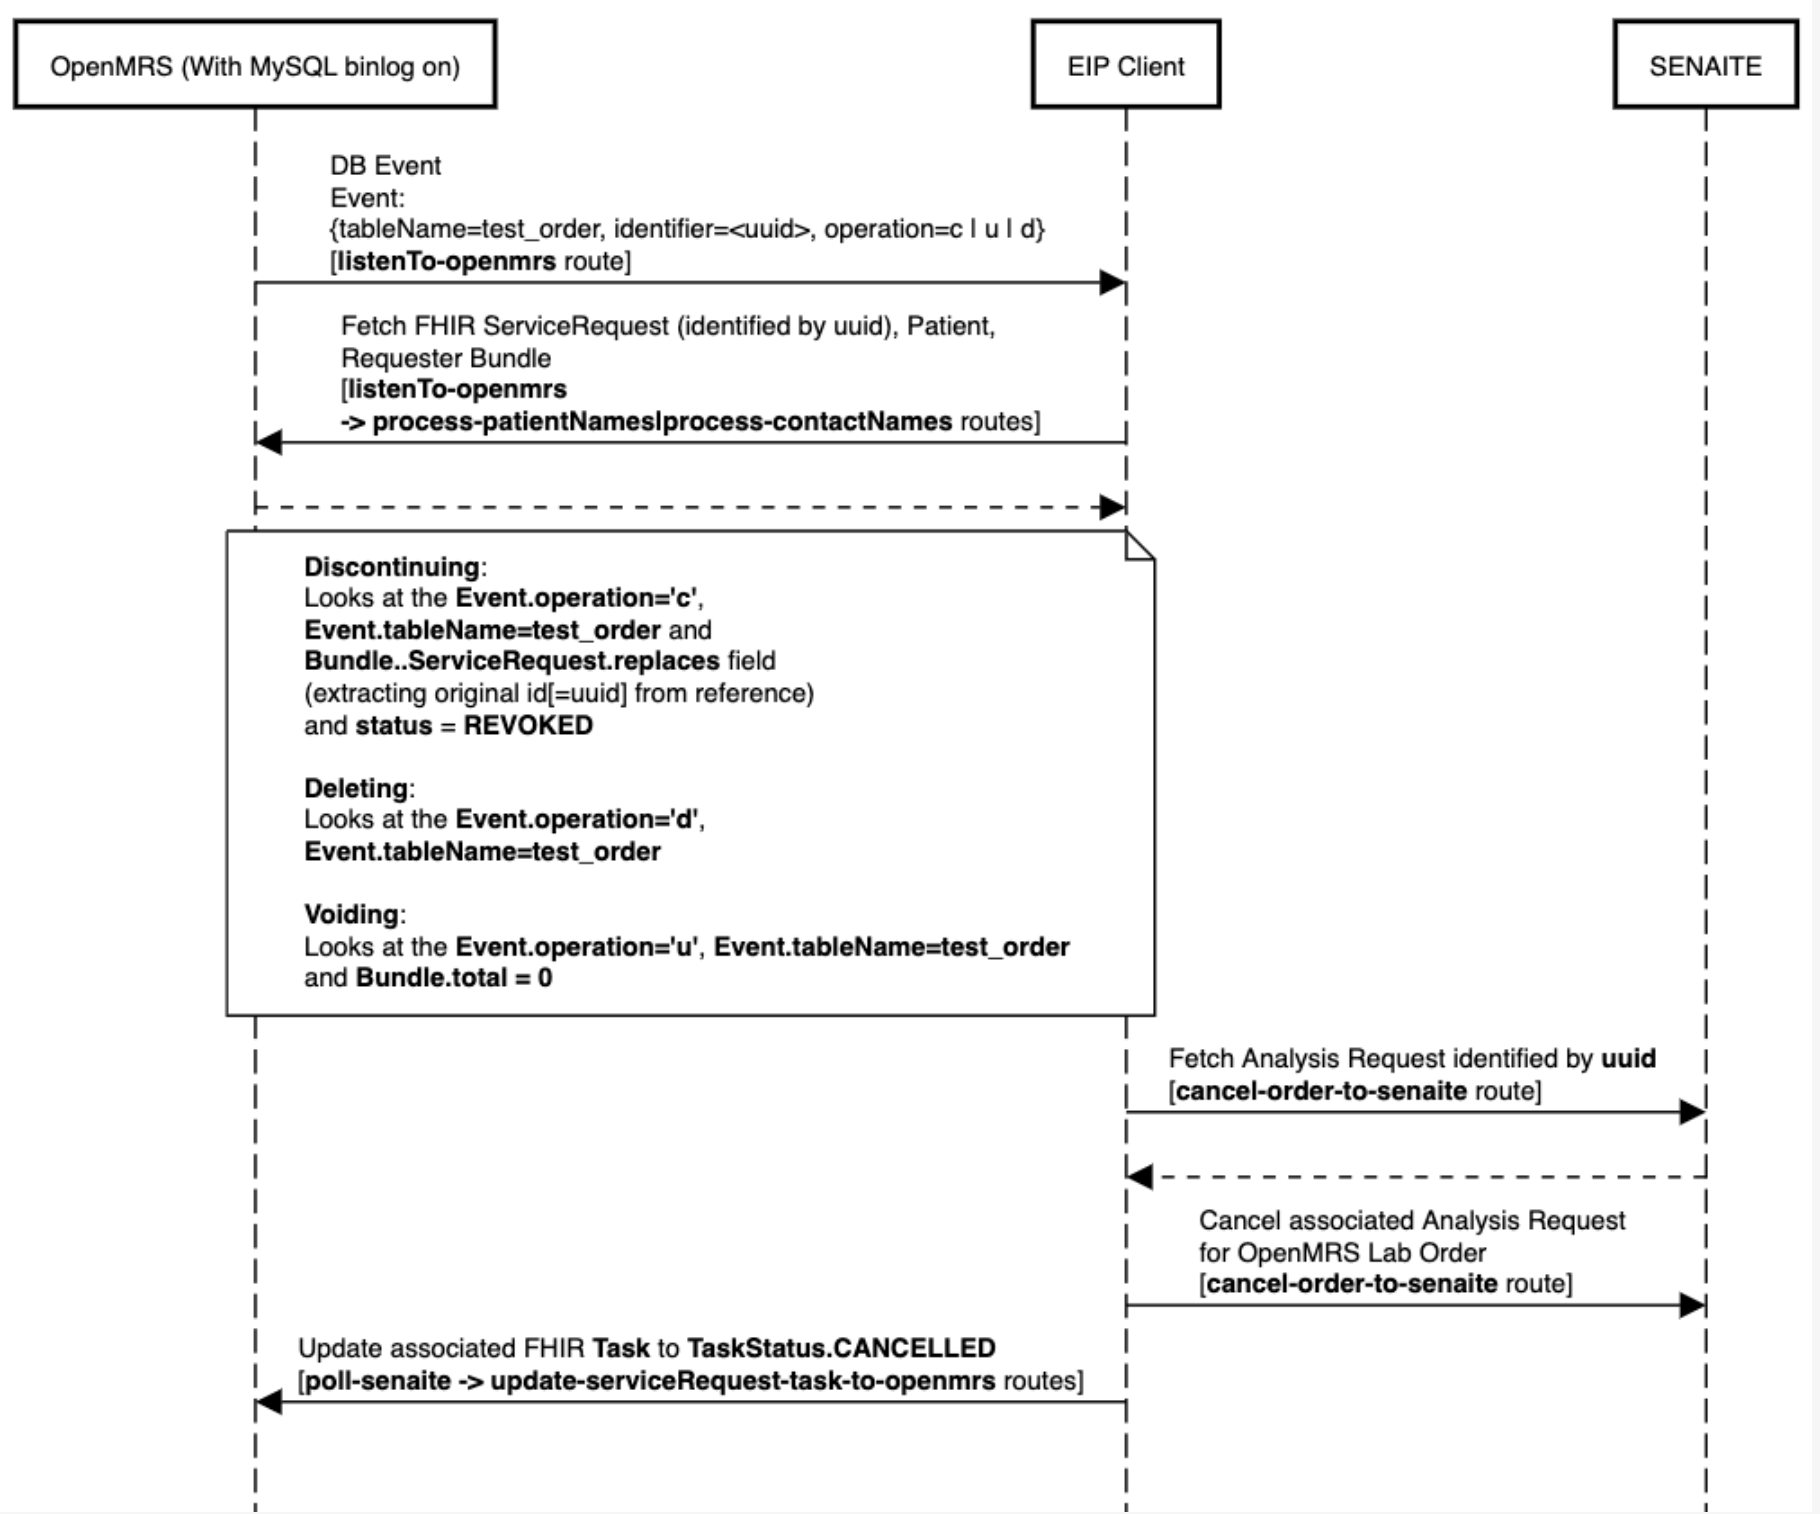 OpenMRS (With MySQL binlog on)
EIP Client
SENAITE
DB Event
Event:
{tableName=test_order, identifier=<uuid>, operation=c | u | d}
[listenTo-openmrs route]
Fetch FHIR ServiceRequest (identified by uuid), Patient,
Requester Bundle
[listenTo-openmrs
-> process-patientNames|process-contactNames routes]
Discontinuing:
Looks at the Event.operation='c',
Event.tableName=test_order and
Bundle..ServiceRequest.replaces field
(extracting original id[=uuid] from reference)
and status = REVOKED
Deleting:
Looks at the Event.operation='d',
Event.tableName=test_order
Voiding:
Looks at the Event.operation='u', Event.tableName=test_order
and Bundle.total = 0
Fetch Analysis Request identified by uuid
[cancel-order-to-senaite route]
Cancel associated Analysis Request
for OpenMRS Lab Order
[cancel-order-to-senaite route]
Update associated FHIR Task to TaskStatus.CANCELLED
[poll-senaite -> update-serviceRequest-task-to-openmrs routes]